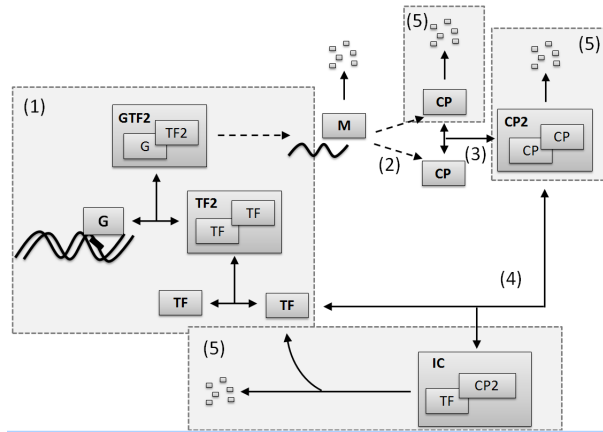 (1)
GTF2
TF2
G
M
(5)
CP
(5)
CP2
CP
CP
(2)
(3)
CP
G
TF2
TF
TF
TF
TF
(4)
(5)
IC
CP2
TF